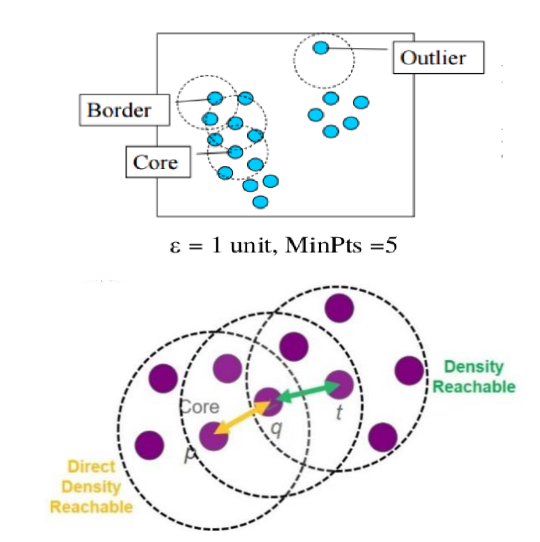 Outlier
Border
Core
ε = 1 unit, MinPts =5
Density
Reachable
Core
q
t
p
Direct
Density
Reachable